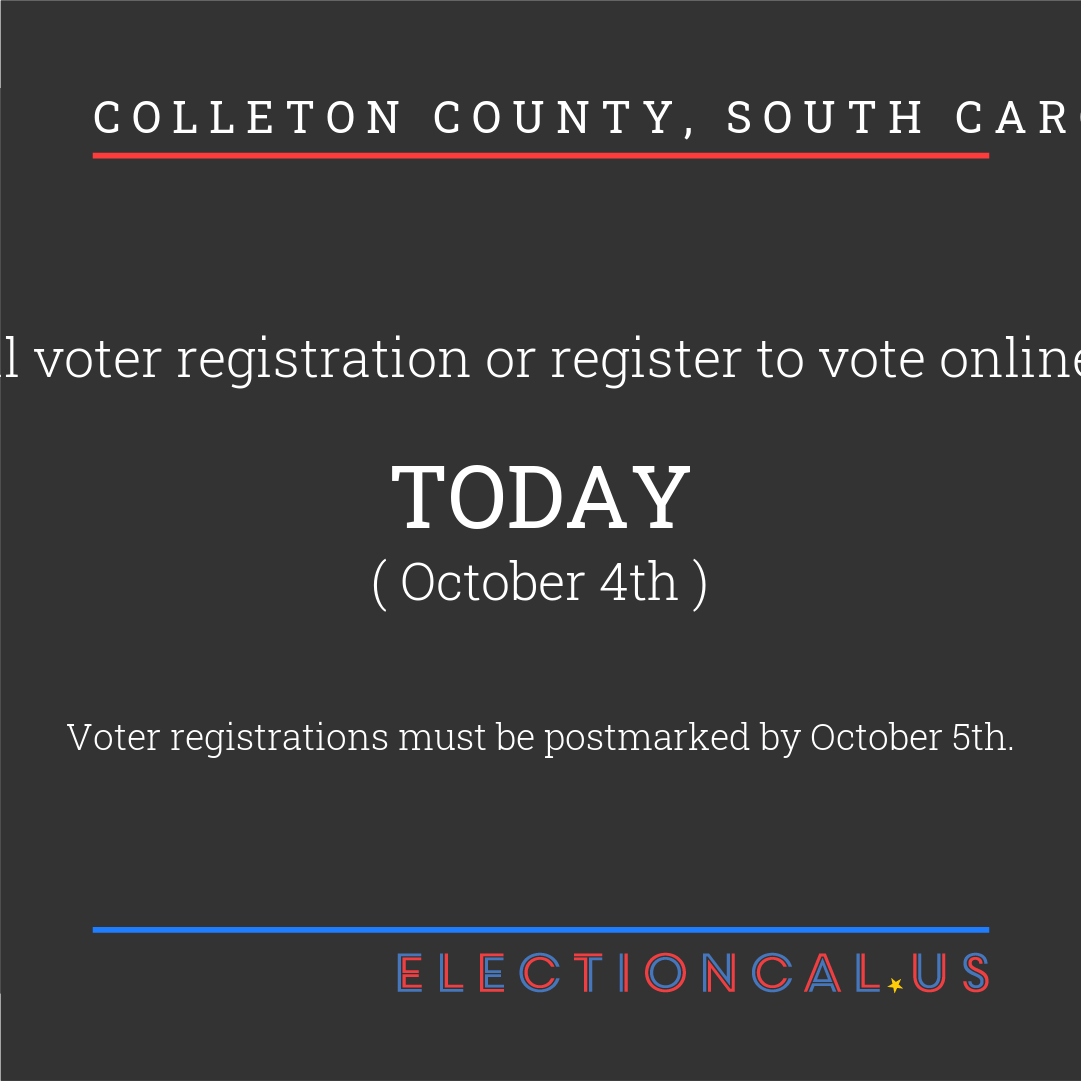 COLLETON COUNTY, SOUTH CAR
l voter registration or register to vote online
TODAY
( October 4th )
Voter registrations must be postmarked by October 5th.
ELECTIONCAL.US